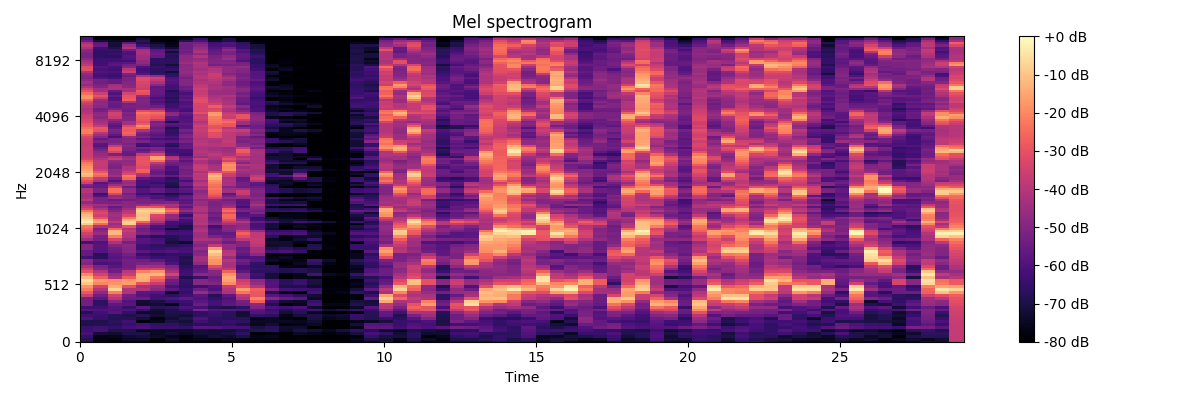 Mel spectrogram
Hz
8192
4096
2048
1024
512
0
0 5 10 15 20 25
Time
+0 dB
-10 dB
-20 dB
-30 dB
-40 dB
-50 dB
-60 dB
-70 dB
-80 dB